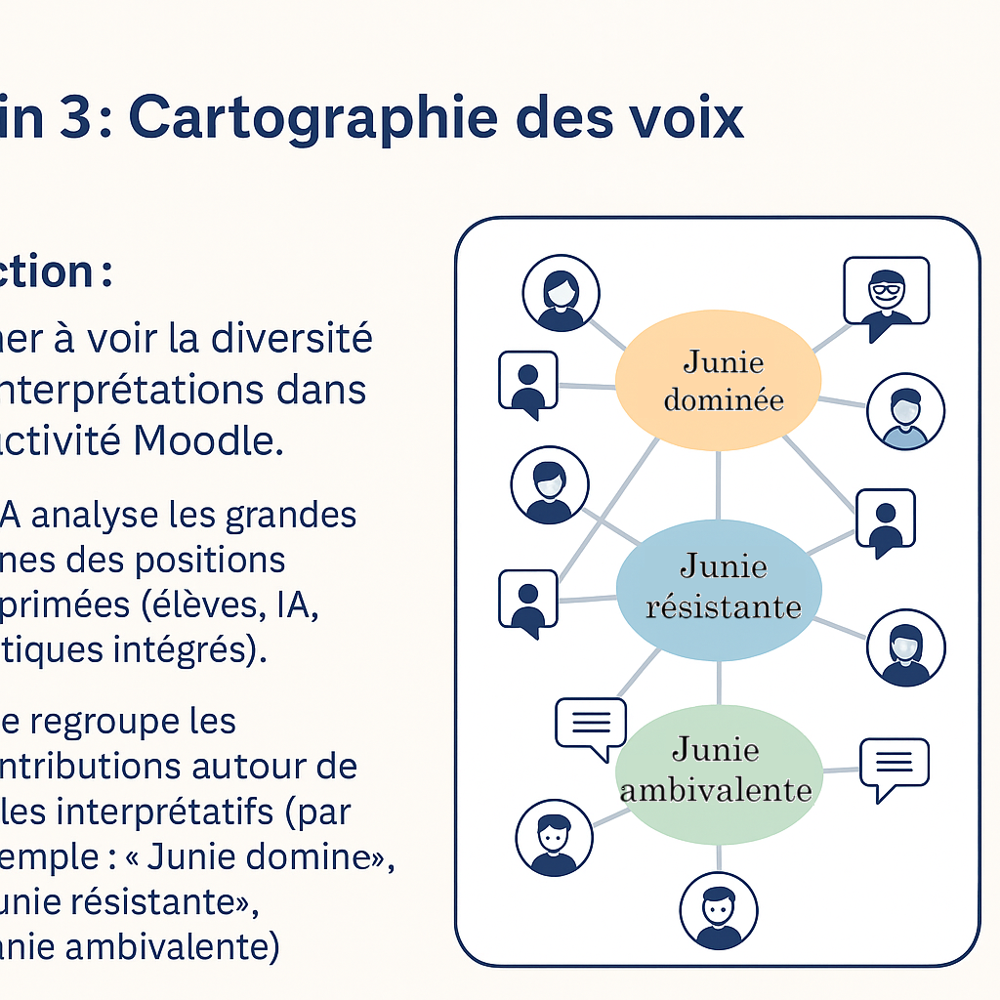 in 3 : Cartographie des voix
ction :
er à voir la diversité
nterprétations dans
activité Moodle.
A analyse les grandes
nes des positions
primées (élèves, IA,
tiques intégrés).
e regroupe les
ntributions autour de
les interprétatifs (par
emple : « Junie domine»,
unie résistante»,
anie ambivalente)
Junie
dominée
Junie
résistante
Junie
ambivalente